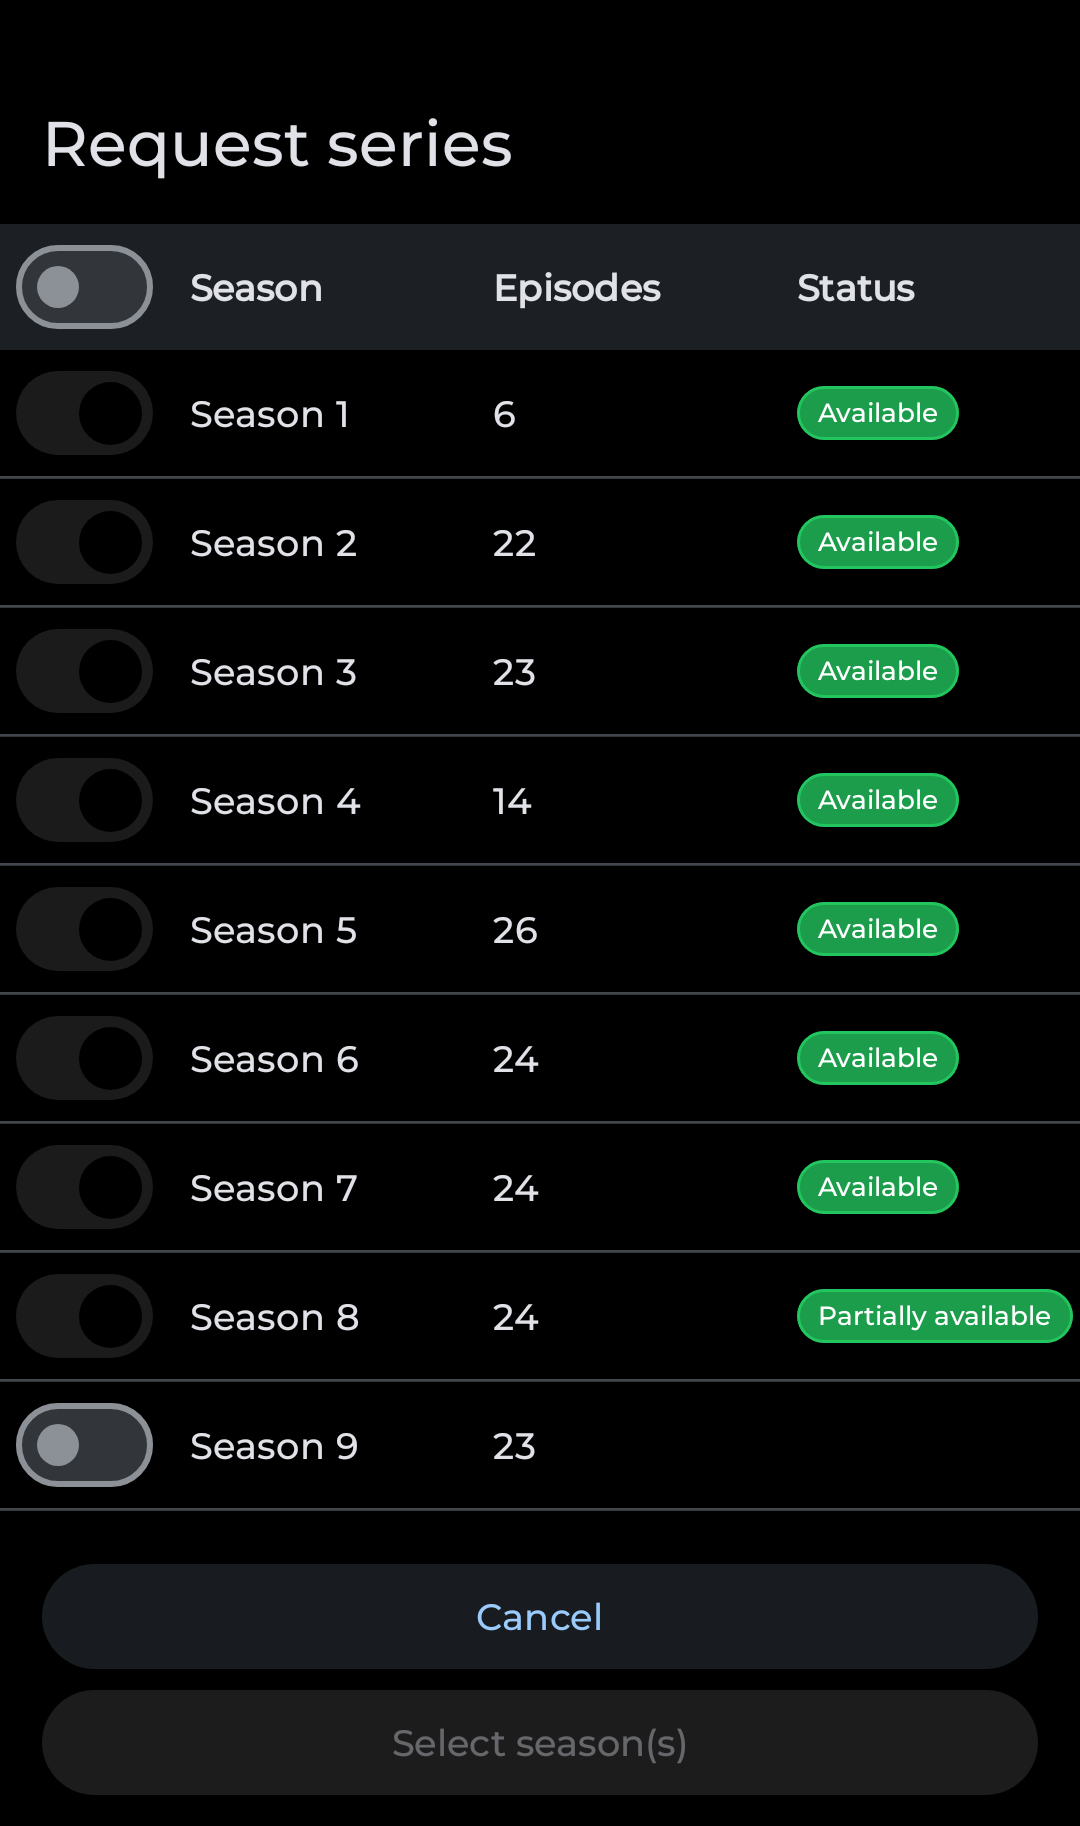 Request series
Season Episodes Status
Season 1 6 Available
Season 2 22 Available
Season 3 23 Available
Season 4 14 Available
Season 5 26 Available
Season 6 24 Available
Season 7 24 Available
Season 8 24 Partially available
Season 9 23
Cancel
Select season(s)